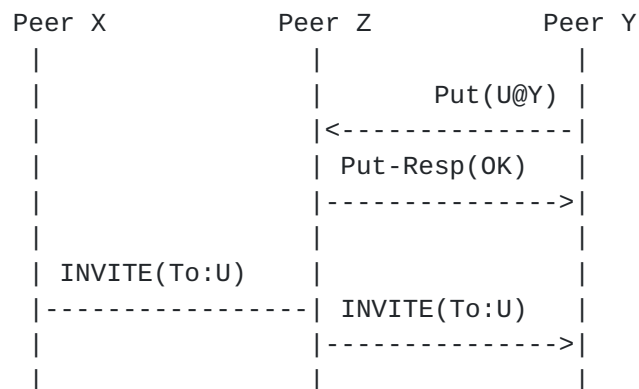 Peer X Peer Z Peer Y
Put(U@Y)
Put-Resp(OK)
INVITE(To:U)
INVITE(To:U)